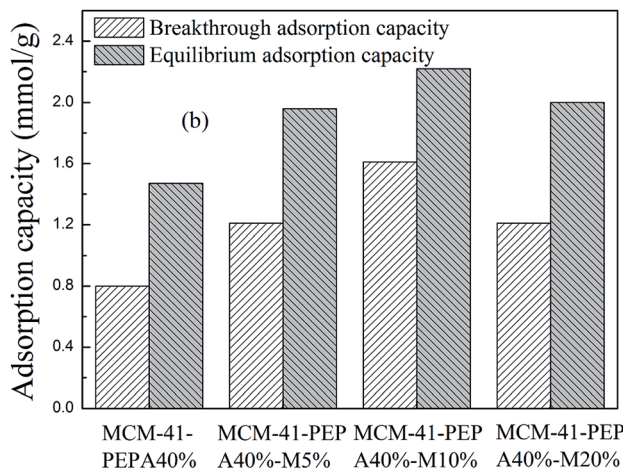 Breakthrough adsorption capacity
Equilibrium adsorption capacity
(b)
Adsorption capacity (mmol/g)
2.4
2.0
1.6
1.2
0.8
0.4
0.0
MCM-41-
PEPA40%
MCM-41-PEP
A40%-M5%
MCM-41-PEP
A40%-M10%
MCM-41-PEP
A40%-M20%